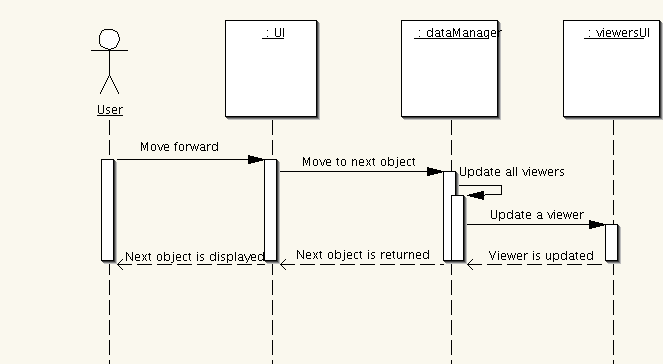 : UI
: dataManager
: viewersUI
User
Move forward
Move to next object
Update all viewers
Update a viewer
Next object is displayed
Next object is returned
Viewer is updated